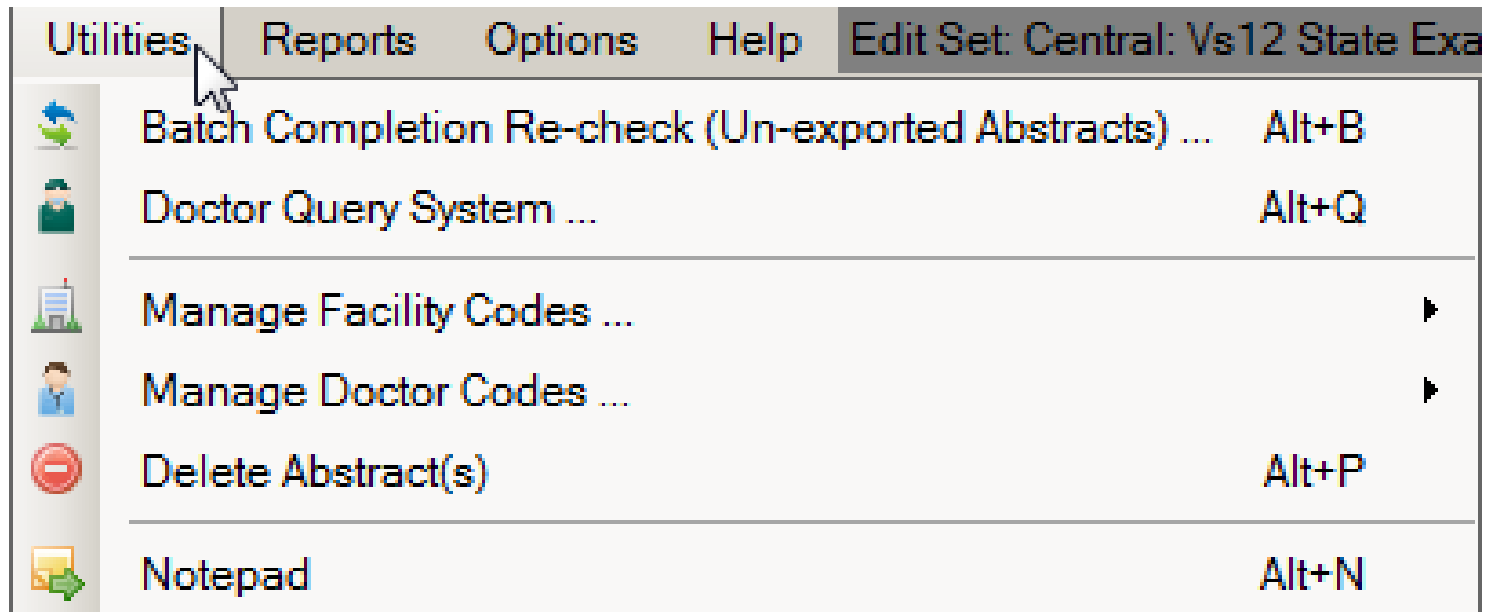 Utilities Reports Options Help Edit Set: Central: Vs12 State Exa
Batch Completion Re-check (Un-exported Abstracts) ... Alt+B
Doctor Query System ... Alt+Q
Manage Facility Codes ...
Manage Doctor Codes ...
Delete Abstract(s) Alt+P
Notepad Alt+N